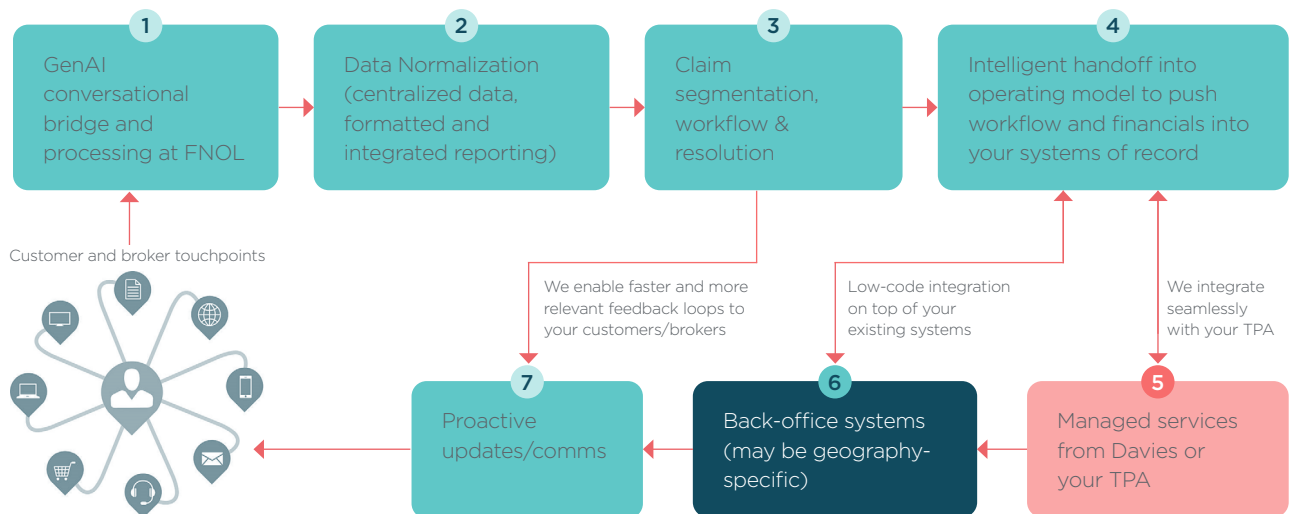 1
GenAI
conversational
bridge and
processing at FNOL
2
Data Normalization
(centralized data,
formatted and
integrated reporting)
3
Claim
segmentation,
workflow &
resolution
4
Intelligent handoff into
operating model to push
workflow and financials into
your systems of record
Customer and broker touchpoints
We enable faster and more
relevant feedback loops to
your customers/brokers
Low-code integration
on top of your
existing systems
We integrate
seamlessly
with your TPA
7
Proactive
updates/comms
6
Back-office systems
(may be geography-
specific)
5
Managed services
from Davies or
your TPA